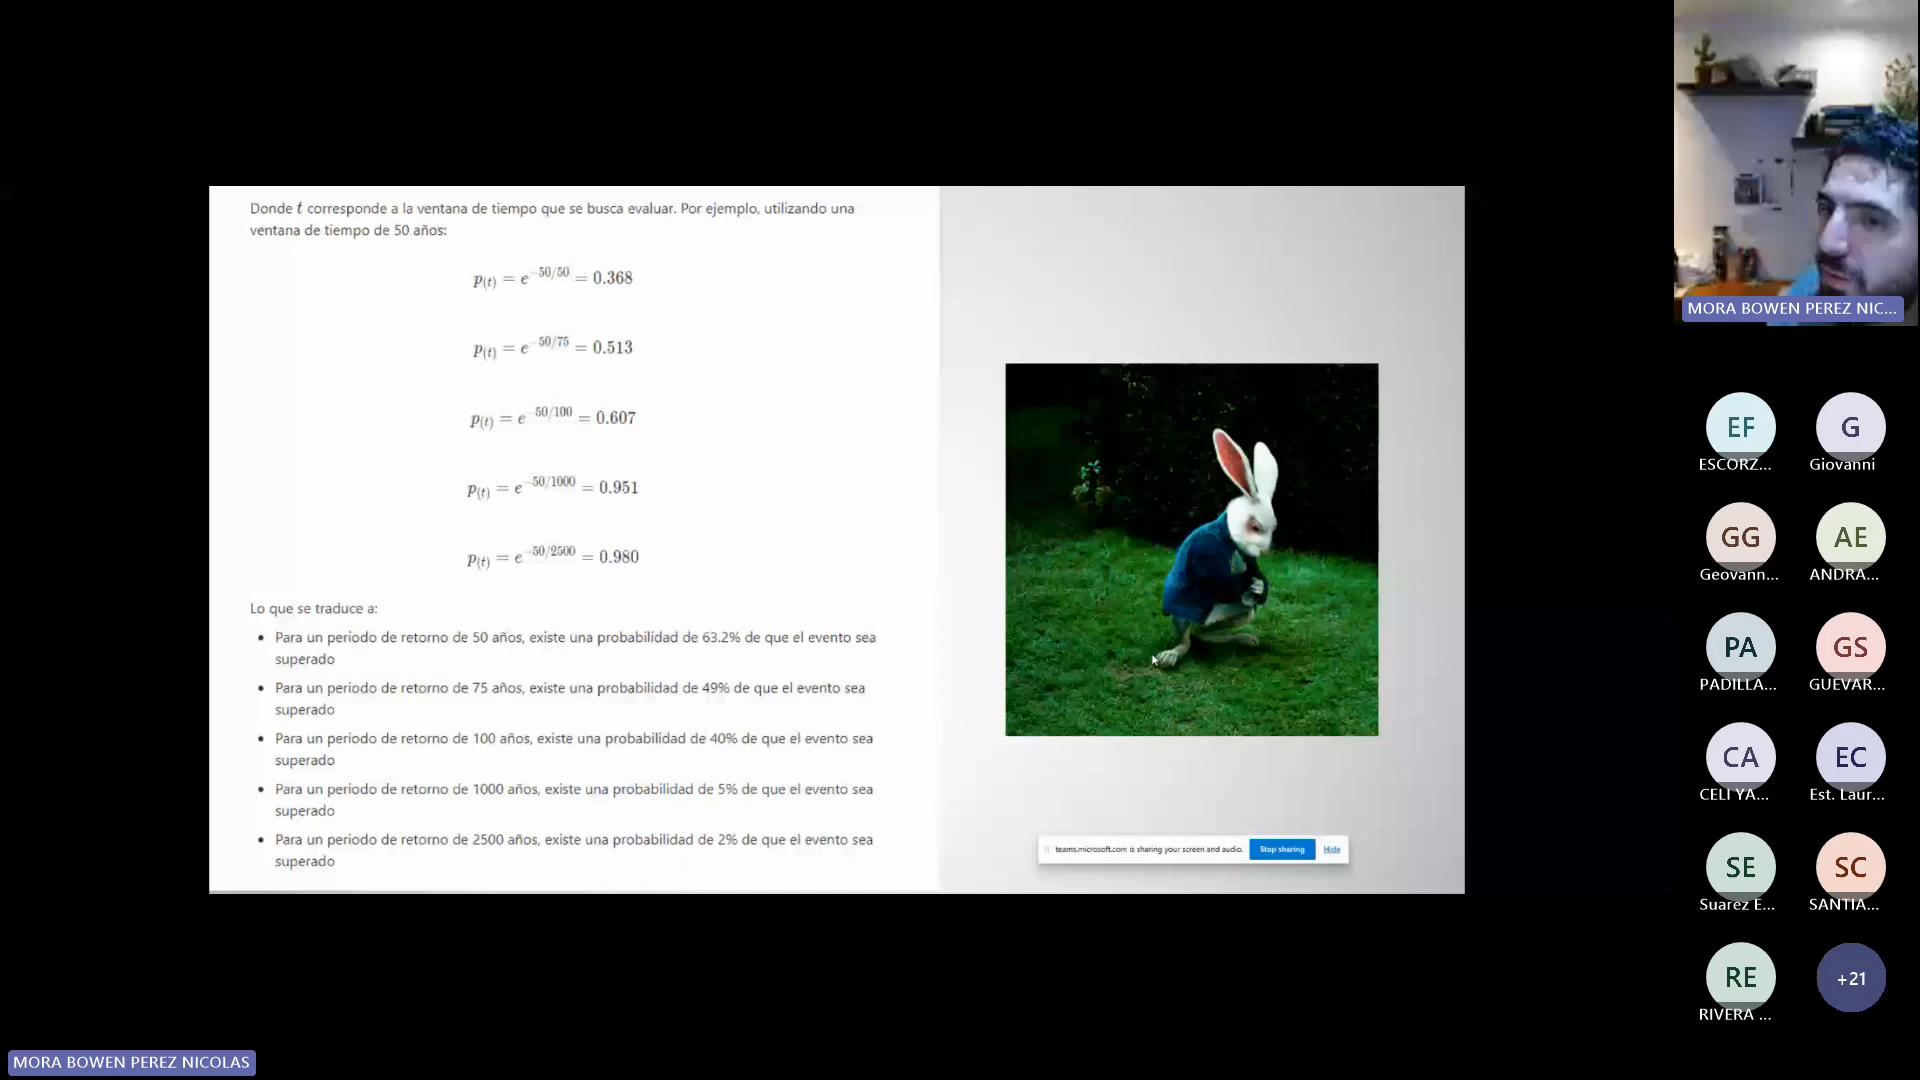 Donde t corresponde a la ventana de tiempo que se busca evaluar. Por ejemplo, utilizando una
ventana de tiempo de 50 años:
p(t) = e^{-50/50} = 0.368
p(t) = e^{-50/75} = 0.513
p(t) = e^{-50/100} = 0.607
p(t) = e^{-50/1000} = 0.951
p(t) = e^{-50/2500} = 0.980
Lo que se traduce a:
• Para un periodo de retorno de 50 años, existe una probabilidad de 63.2% de que el evento sea
superado
• Para un periodo de retorno de 75 años, existe una probabilidad de 49% de que el evento sea
superado
• Para un periodo de retorno de 100 años, existe una probabilidad de 40% de que el evento sea
superado
• Para un periodo de retorno de 1000 años, existe una probabilidad de 5% de que el evento sea
superado
• Para un periodo de retorno de 2500 años, existe una probabilidad de 2% de que el evento sea
superado
teams.microsoft.com is sharing your screen and audio. Stop sharing Hide
MORA BOWEN PEREZ NIC...
EF G
ESCORZ... Giovanni
GG AE
Geovann... ANDRA...
PA GS
PADILLA... GUEVAR...
CA EC
CELI YA... Est. Laur...
SE SC
Suarez E... SANTIA...
RE +21
RIVERA ...
MORA BOWEN PEREZ NICOLAS